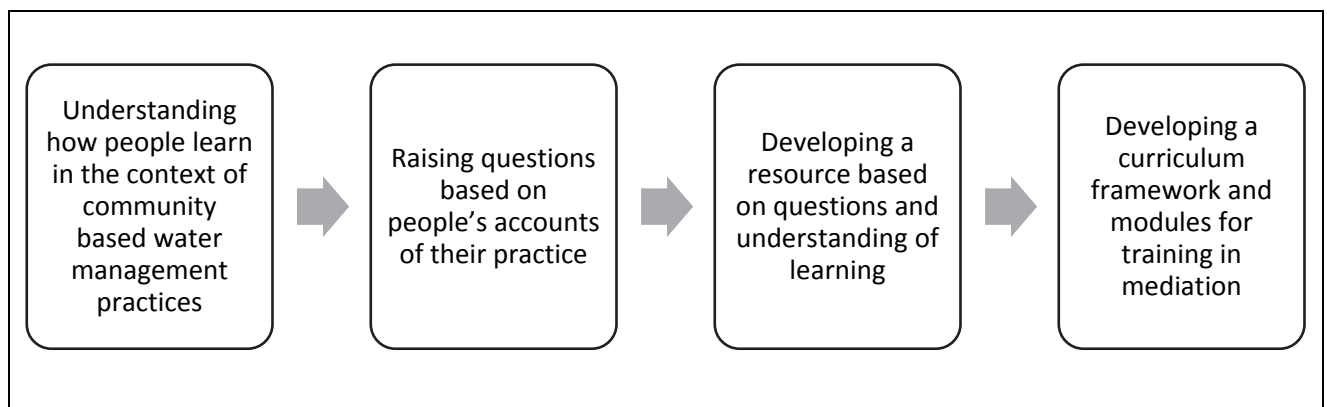 Understanding
how people learn
in the context of
community
based water
management
practices
Raising questions
based on
people’s accounts
of their practice
Developing a
resource based
on questions and
understanding of
learning
Developing a
curriculum
framework and
modules for
training in
mediation